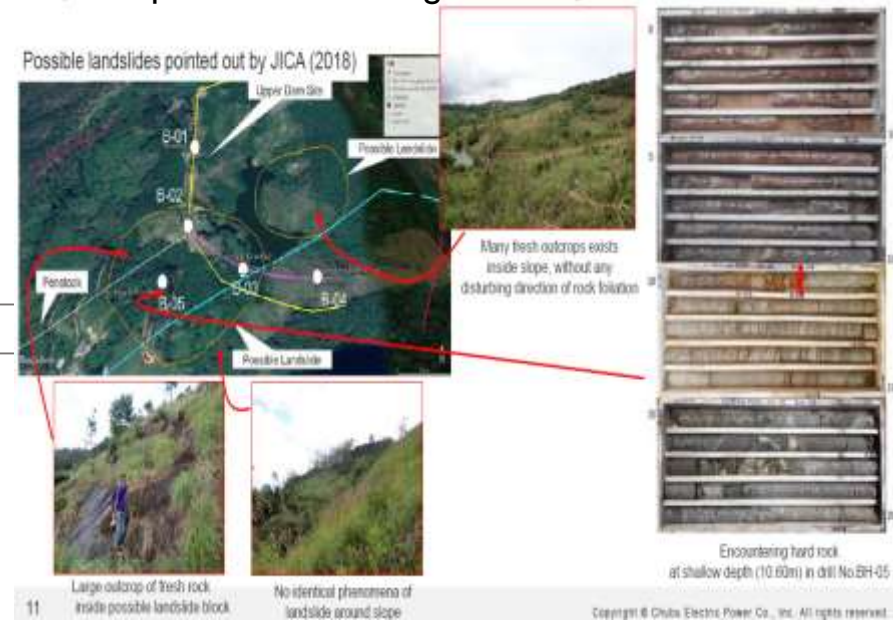 Possible landslides pointed out by JICA (2018)
Upper Dam Site
B-01
Possible Landslide
B-02
Penstock
B-03
B-05
B-04
Possible Landslide
Many fresh outcrops exists
inside slope, without any
disturbing direction of rock foliation
Large outcrop of fresh rock
inside possible landslide block
No identical phenomena of
landslide around slope
Encountering hard rock
at shallow depth (10.60m) in drill No.BH-05
11
Copyright © Chubu Electric Power Co., Inc. All rights reserved.